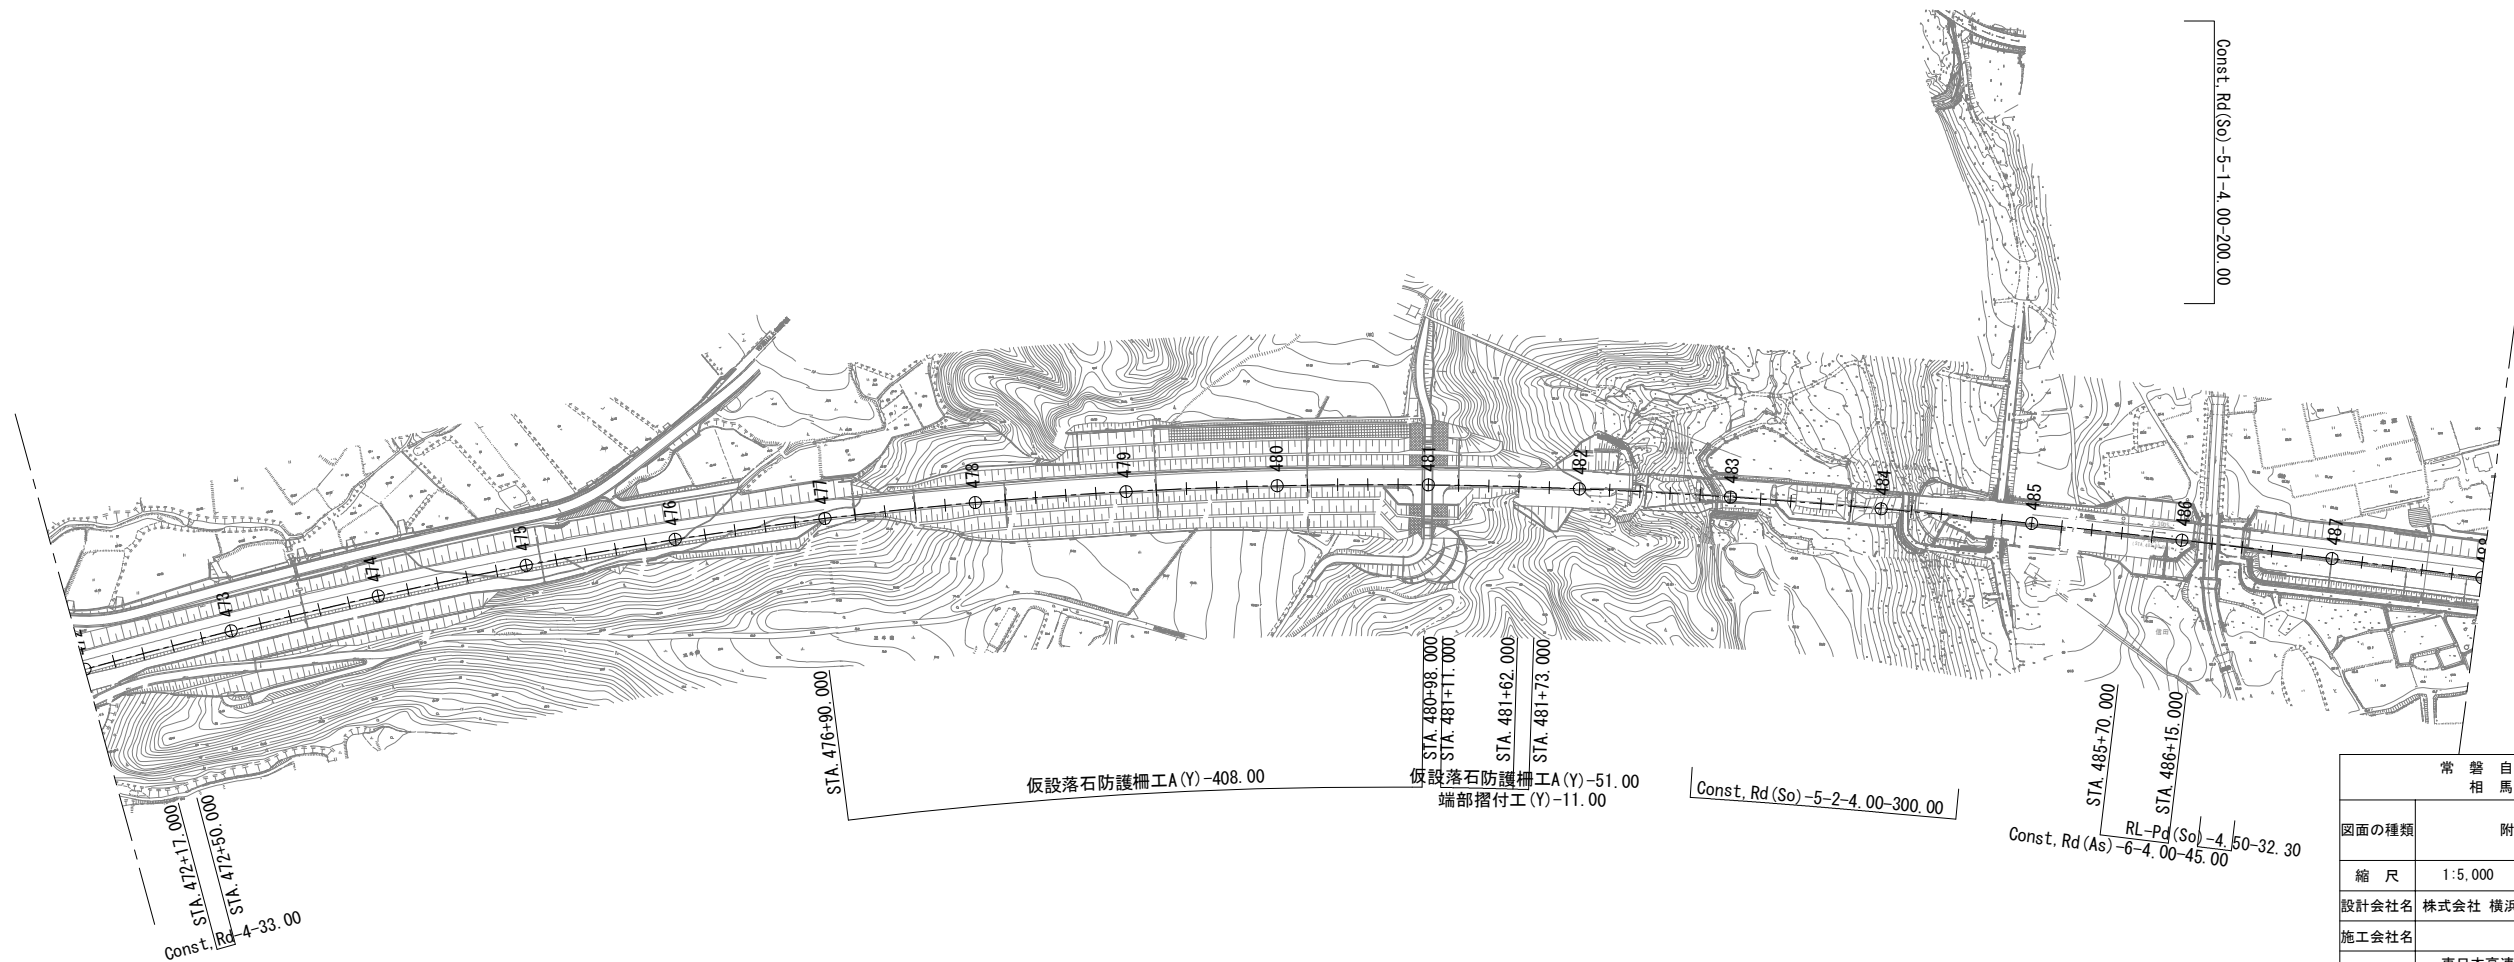 Const, Rd(So)-5-1-4.00-200.00
473
474
475
476
477
478
479
480
481
482
483
484
485
486
487
STA. 472+17.000
STA. 472+50.000
Const, Rd-4-33.00
STA. 476+90.000
仮設落石防護柵工A(Y)-408.00
STA. 480+98.000
STA. 481+11.000
STA. 481+62.000
STA. 481+73.000
仮設落石防護柵工A(Y)-51.00
端部摺付工(Y)-11.00
Const, Rd(So)-5-2-4.00-300.00
STA. 485+70.000
STA. 486+15.000
RL-Pd(So)-4.50-32.30
Const, Rd(As)-6-4.00-45.00
常 磐 自
相 馬
図面の種類 附
縮 尺 1:5,000
設計会社名 株式会社 横浜
施工会社名